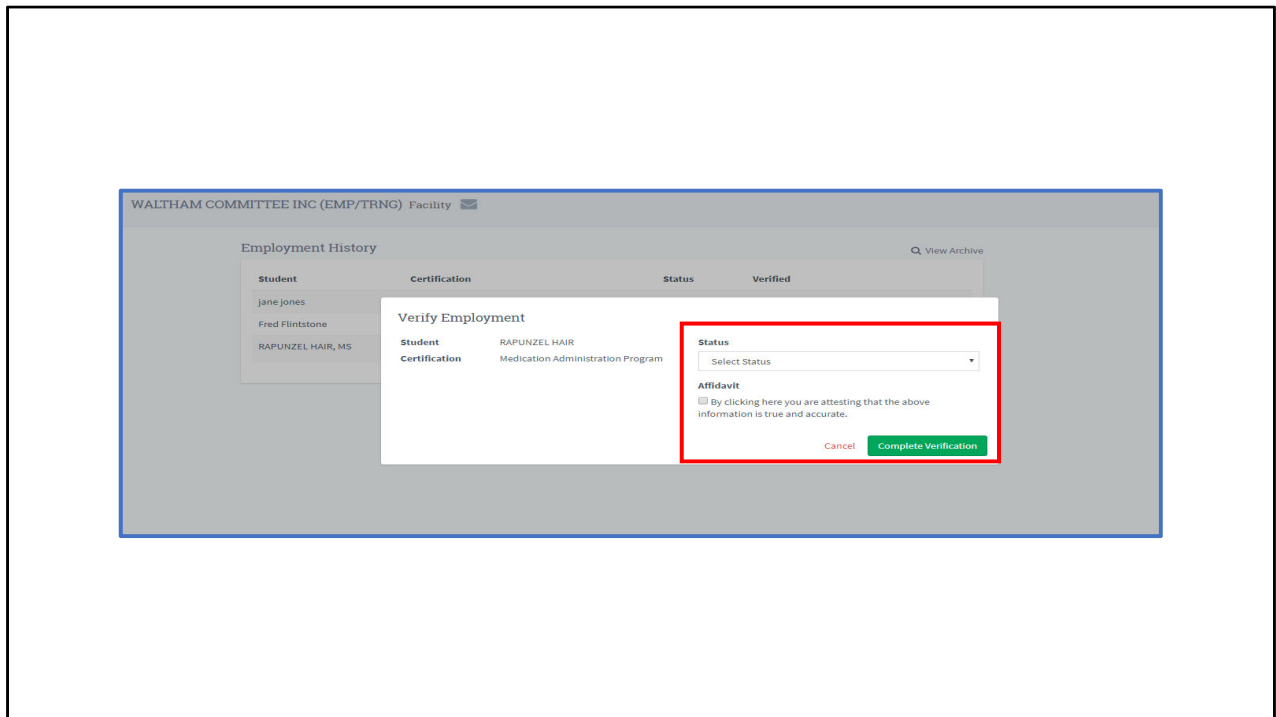 WALTHAM COMMITTEE INC (EMP/TRNG) Facility
Employment History
View Archive
Student Certification Status Verified
jane jones
Fred Flintstone
RAPUNZEL HAIR, MS
Verify Employment
Student RAPUNZEL HAIR
Certification Medication Administration Program
Status
Select Status
Affidavit
By clicking here you are attesting that the above
information is true and accurate.
Cancel Complete Verification